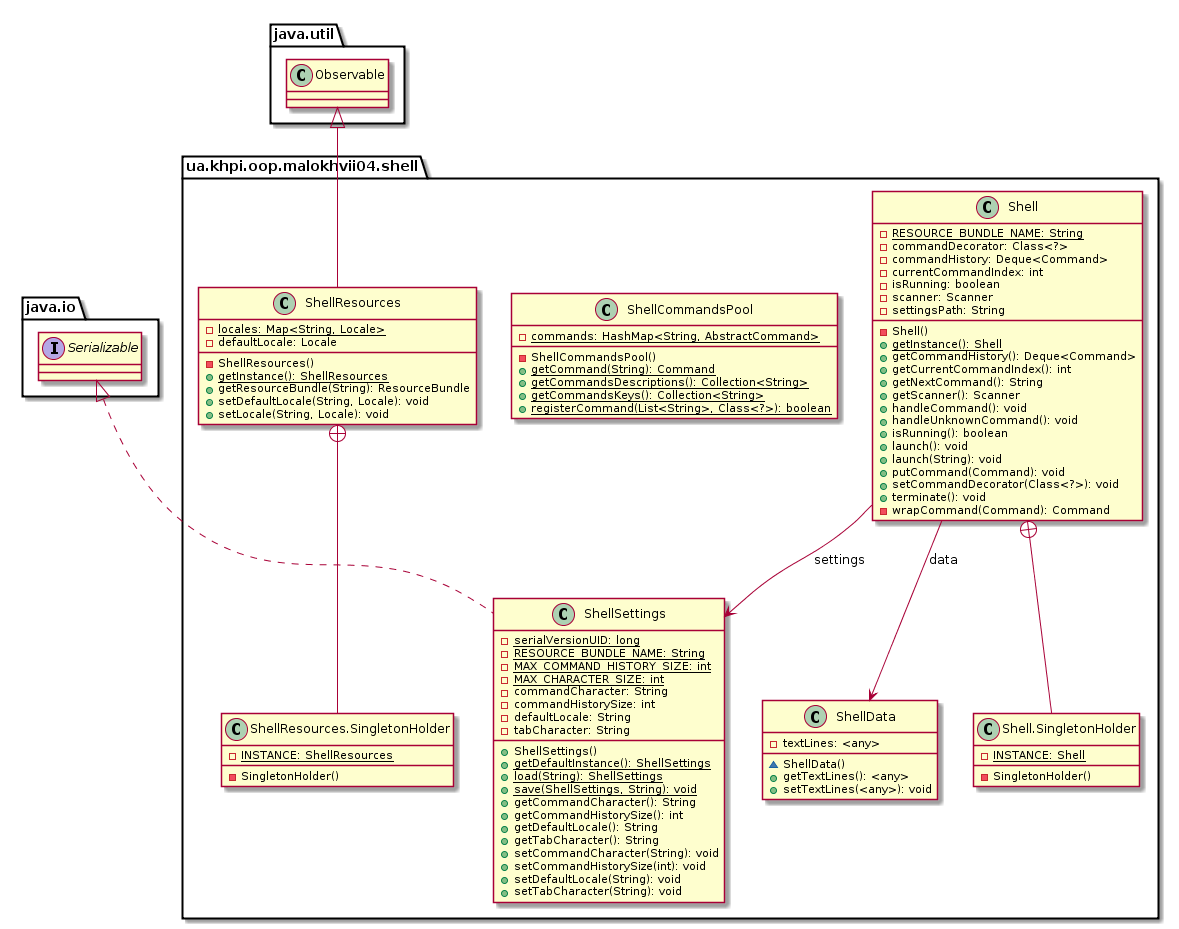 java.util
C Observable
ua.khpi.oop.malokhvii04.shell
C Shell
RESOURCE_BUNDLE_NAME: String
commandDecorator: Class<?>
commandHistory: Deque<Command>
currentCommandIndex: int
isRunning: boolean
scanner: Scanner
settingsPath: String
Shell()
getInstance(): Shell
getCommandHistory(): Deque<Command>
getCurrentCommandIndex(): int
getNextCommand(): String
getScanner(): Scanner
handleCommand(): void
handleUnknownCommand(): void
isRunning(): boolean
launch(): void
launch(String): void
putCommand(Command): void
setCommandDecorator(Class<?>): void
terminate(): void
wrapCommand(Command): Command
java.io
I Serializable
C ShellResources
locales: Map<String, Locale>
defaultLocale: Locale
ShellResources()
getInstance(): ShellResources
getResourceBundle(String): ResourceBundle
setDefaultLocale(String, Locale): void
setLocale(String, Locale): void
C ShellCommandsPool
commands: HashMap<String, AbstractCommand>
ShellCommandsPool()
getCommand(String): Command
getCommandsDescriptions(): Collection<String>
getCommandsKeys(): Collection<String>
registerCommand(List<String>, Class<?>): boolean
settings
data
C ShellResources.SingletonHolder
INSTANCE: ShellResources
SingletonHolder()
C ShellSettings
serialVersionUID: long
RESOURCE_BUNDLE_NAME: String
MAX_COMMAND_HISTORY_SIZE: int
MAX_CHARACTER_SIZE: int
commandCharacter: String
commandHistorySize: int
defaultLocale: String
tabCharacter: String
ShellSettings()
getDefaultInstance(): ShellSettings
load(String): ShellSettings
save(ShellSettings, String): void
getCommandCharacter(): String
getCommandHistorySize(): int
getDefaultLocale(): String
getTabCharacter(): String
setCommandCharacter(String): void
setCommandHistorySize(int): void
setDefaultLocale(String): void
setTabCharacter(String): void
C ShellData
textLines: <any>
ShellData()
getTextLines(): <any>
setTextLines(<any>): void
C Shell.SingletonHolder
INSTANCE: Shell
SingletonHolder()